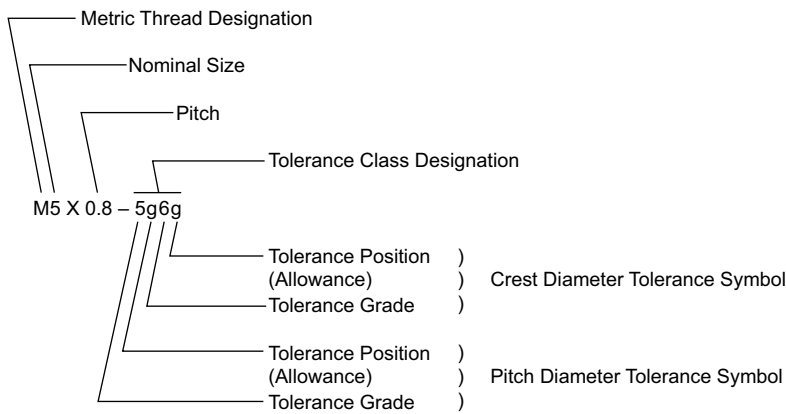 Metric Thread Designation
Nominal Size
Pitch
Tolerance Class Designation
M5 X 0.8 – 5g6g
Tolerance Position )
(Allowance) ) Crest Diameter Tolerance Symbol
Tolerance Grade )
Tolerance Position )
(Allowance) ) Pitch Diameter Tolerance Symbol
Tolerance Grade )